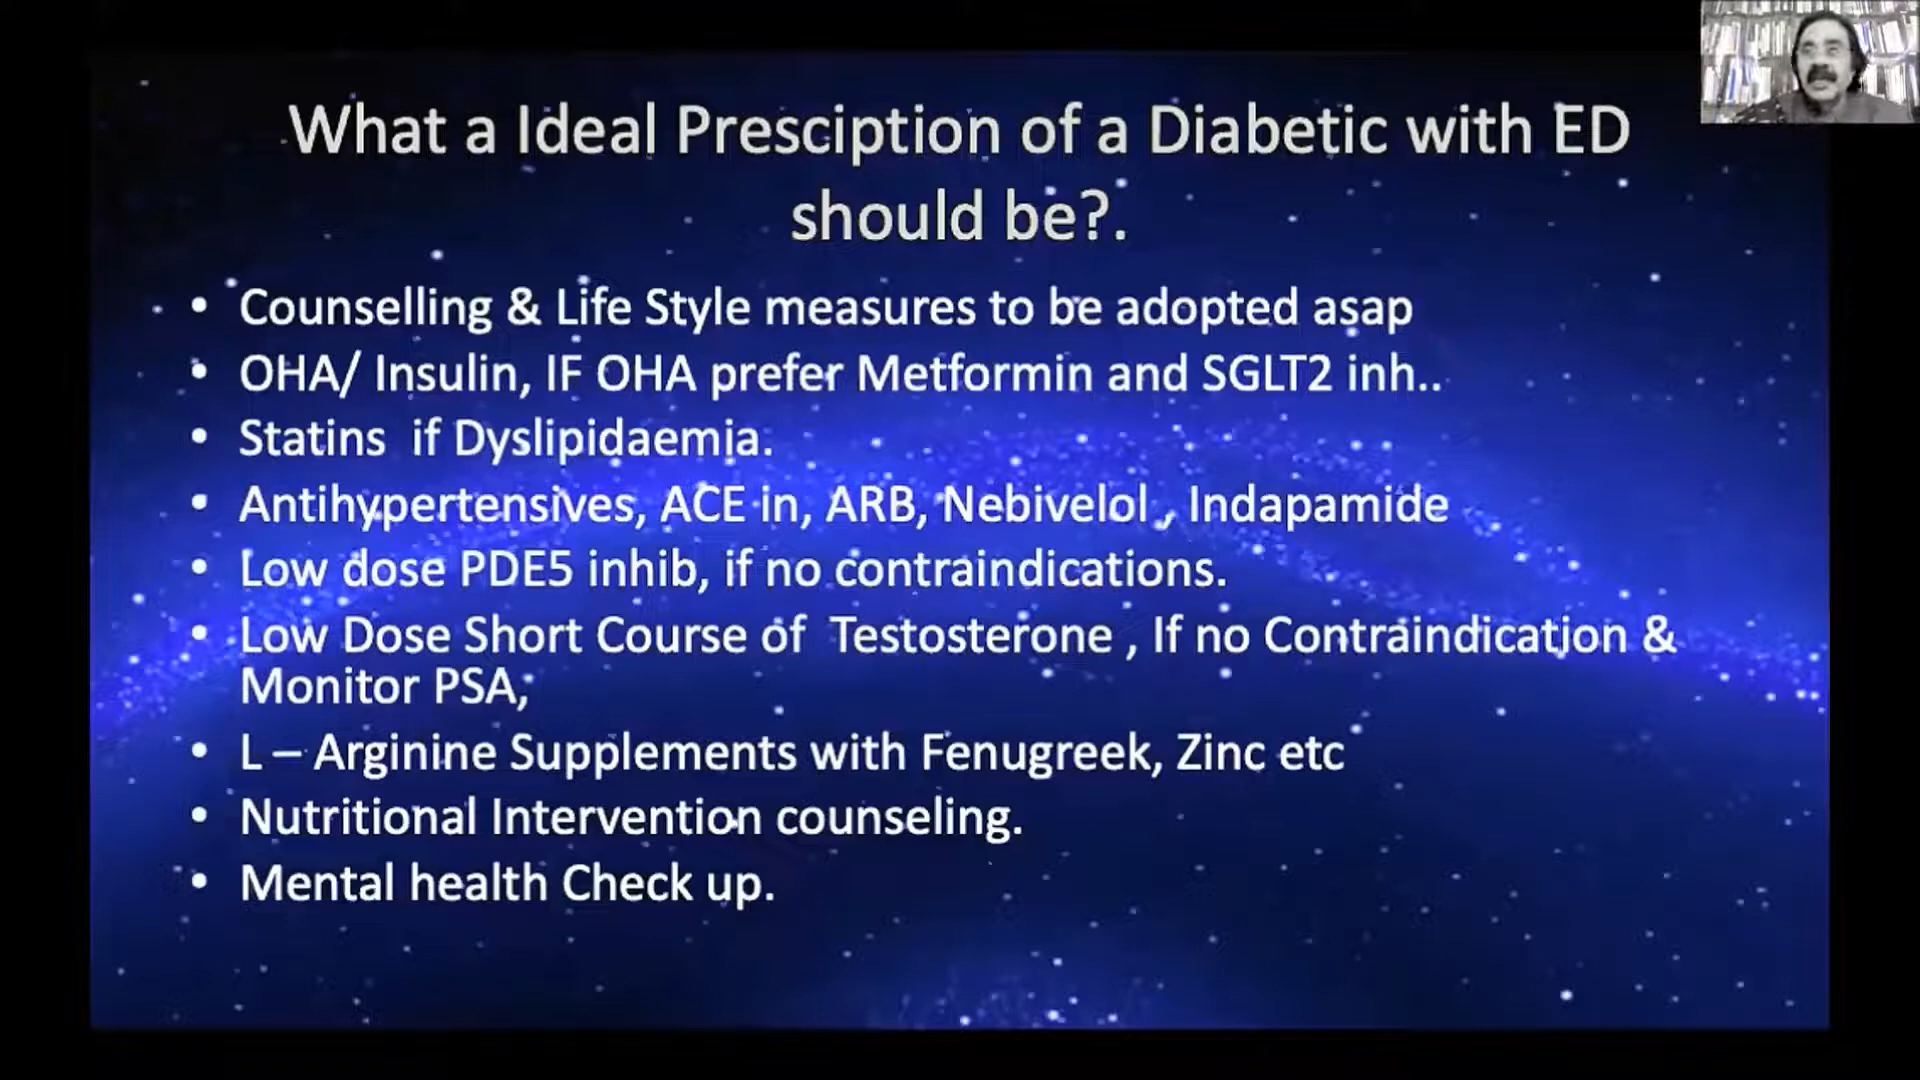 What a Ideal Presciption of a Diabetic with ED
should be?.
• Counselling & Life Style measures to be adopted asap
• OHA/ Insulin, IF OHA prefer Metformin and SGLT2 inh..
• Statins if Dyslipidaemia.
• Antihypertensives, ACE in, ARB, Nebivelol , Indapamide
• Low dose PDE5 inhib, if no contraindications.
• Low Dose Short Course of Testosterone , If no Contraindication &
Monitor PSA,
• L – Arginine Supplements with Fenugreek, Zinc etc
• Nutritional Intervention counseling.
• Mental health Check up.